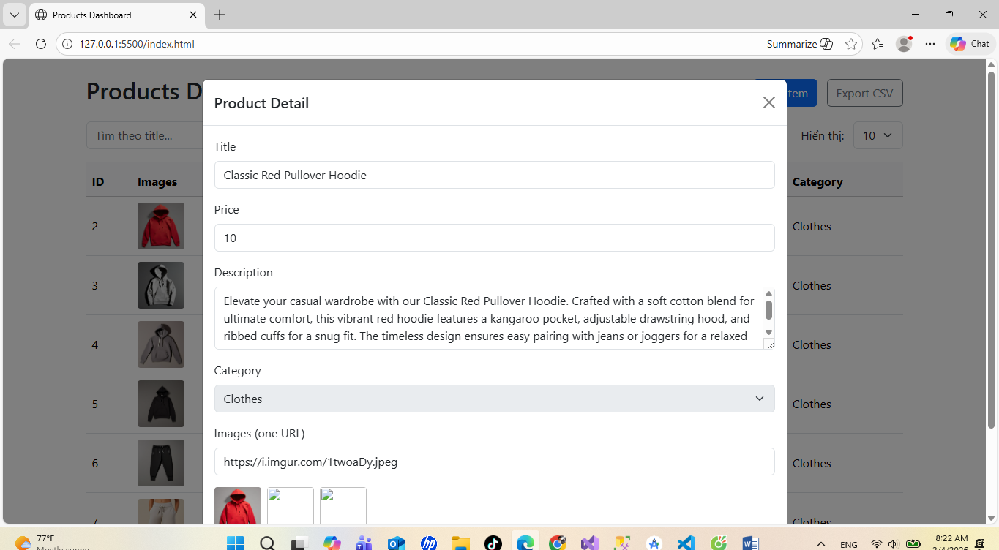 Products Dashboard
127.0.0.1:5500/index.html
Summarize
Chat
Products D
Item
Export CSV
Product Detail
Tìm theo title...
Hiển thị:
10
Title
Classic Red Pullover Hoodie
ID
Images
Category
Price
10
2
Clothes
Description
Elevate your casual wardrobe with our Classic Red Pullover Hoodie. Crafted with a soft cotton blend for
ultimate comfort, this vibrant red hoodie features a kangaroo pocket, adjustable drawstring hood, and
ribbed cuffs for a snug fit. The timeless design ensures easy pairing with jeans or joggers for a relaxed
3
Clothes
4
Clothes
Category
Clothes
5
Clothes
Images (one URL)
https://i.imgur.com/1twoaDy.jpeg
6
Clothes
7
Clothes
77°F
Mostly sunny
ENG
8:22 AM
2/4/2026